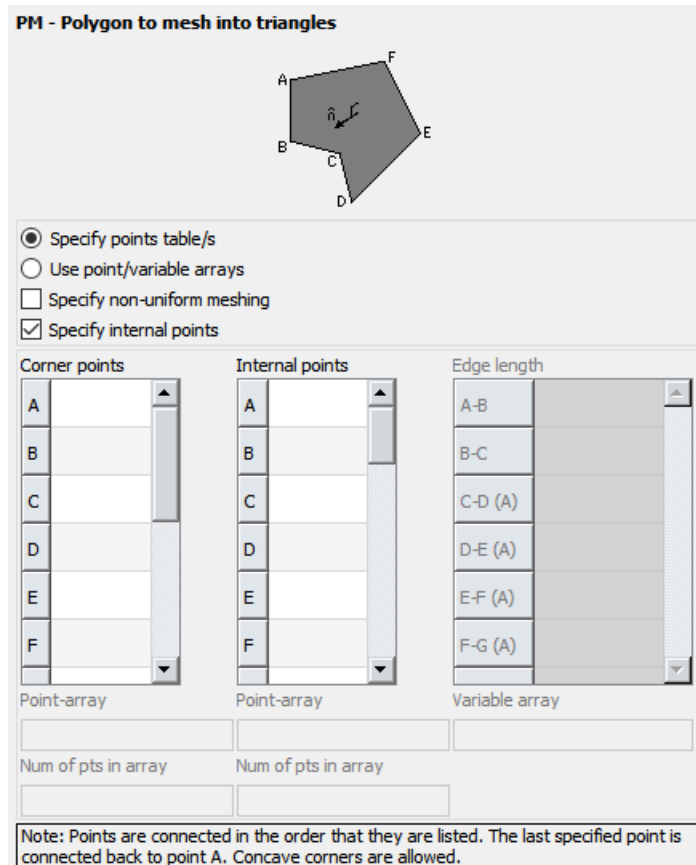 PM - Polygon to mesh into triangles
F
A
n̂
E
B
C
D
Specify points table/s
Use point/variable arrays
Specify non-uniform meshing
Specify internal points
Corner points Internal points Edge length
A A A-B
B B B-C
C C C-D (A)
D D D-E (A)
E E E-F (A)
F F F-G (A)
Point-array Point-array Variable array
Num of pts in array Num of pts in array
Note: Points are connected in the order that they are listed. The last specified point is
connected back to point A. Concave corners are allowed.